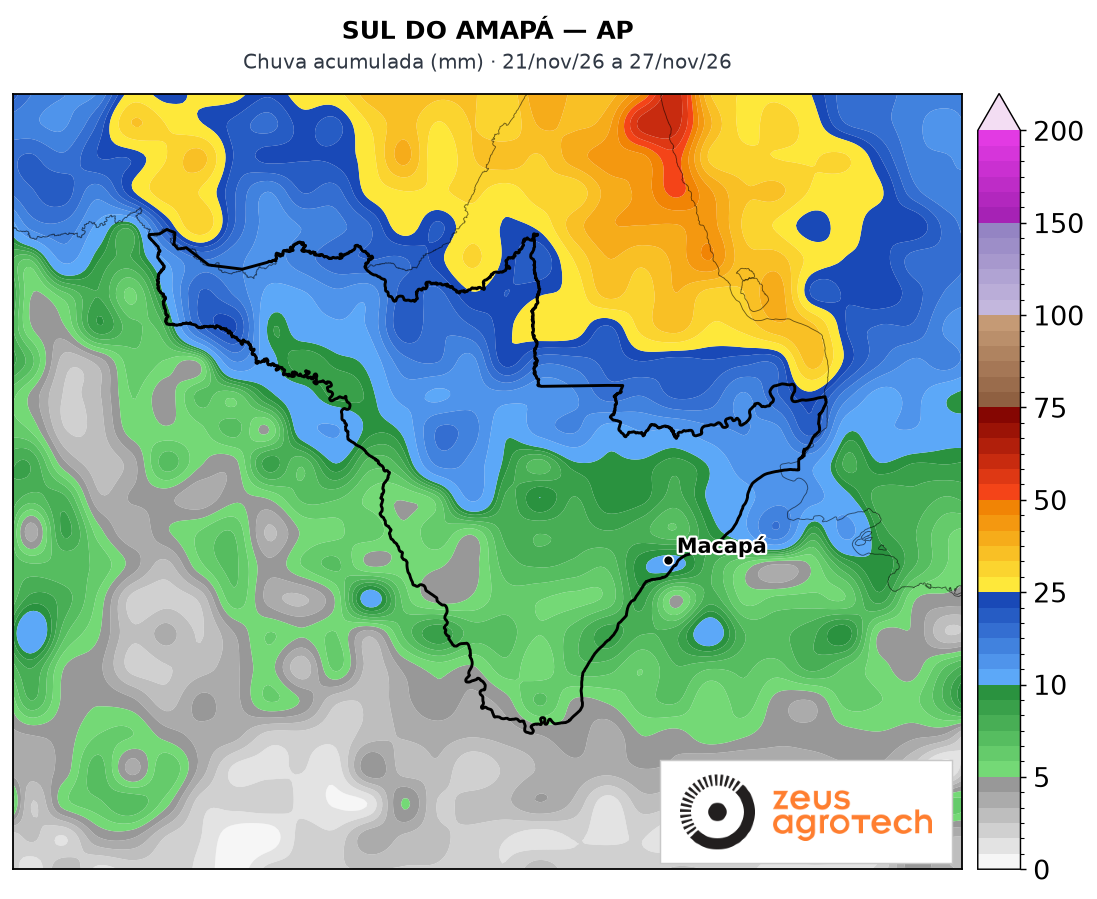 SUL DO AMAPÁ — AP
Chuva acumulada (mm) · 21/nov/26 a 27/nov/26
200
150
100
75
50
25
10
5
0
Macapá
zeus
agrotech